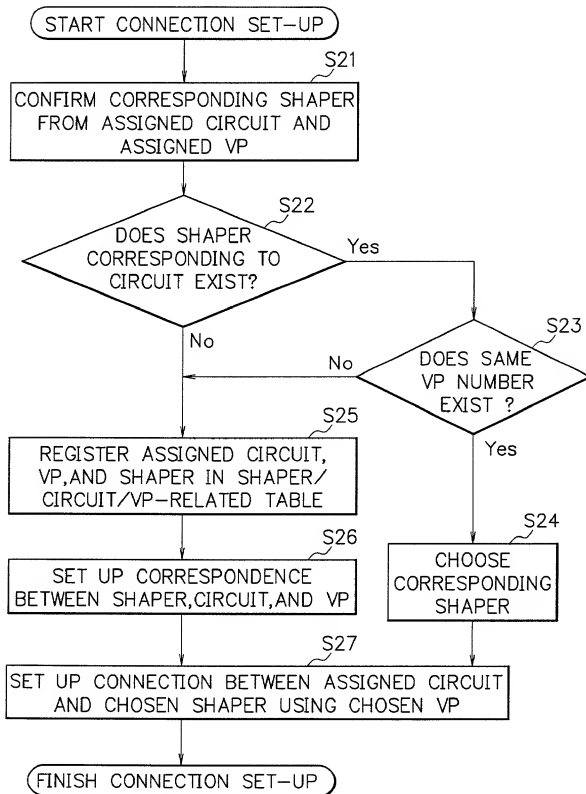 START CONNECTION SET-UP
S21
CONFIRM CORRESPONDING SHAPER
FROM ASSIGNED CIRCUIT AND
ASSIGNED VP
S22
DOES SHAPER
CORRESPONDING TO
CIRCUIT EXIST?
Yes
No
S23
DOES SAME
VP NUMBER
EXIST ?
No
Yes
S25
REGISTER ASSIGNED CIRCUIT,
VP,AND SHAPER IN SHAPER/
CIRCUIT/VP-RELATED TABLE
S24
CHOOSE
CORRESPONDING
SHAPER
S26
SET UP CORRESPONDENCE
BETWEEN SHAPER,CIRCUIT,AND VP
S27
SET UP CONNECTION BETWEEN ASSIGNED CIRCUIT
AND CHOSEN SHAPER USING CHOSEN VP
FINISH CONNECTION SET-UP